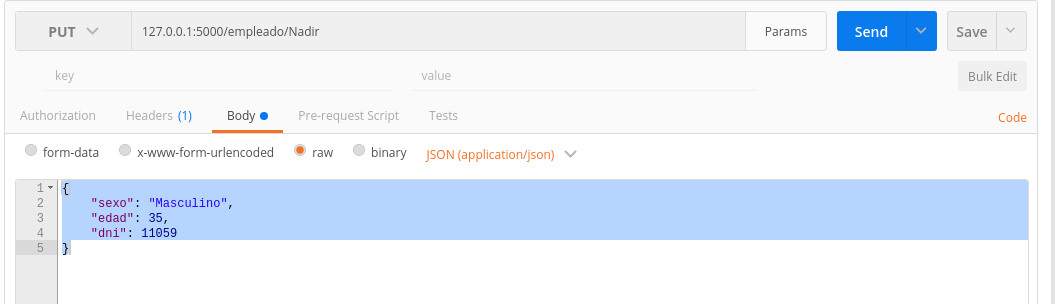 PUT 127.0.0.1:5000/empleado/Nadir Params Send Save
key value Bulk Edit
Authorization Headers (1) Body Pre-request Script Tests Code
form-data x-www-form-urlencoded raw binary JSON (application/json)
1 {
2 "sexo": "Masculino",
3 "edad": 35,
4 "dni": 11059
5 }